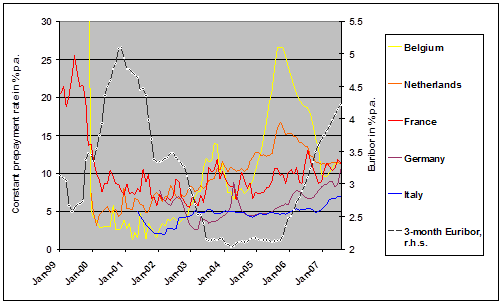 30
25
20
15
10
5
0
Constant prepayment rate in % p.a.
5.5
5
4.5
4
3.5
3
2.5
2
Euribor in % p.a.
Jan-99
Jan-00
Jan-01
Jan-02
Jan-03
Jan-04
Jan-05
Jan-06
Jan-07
Belgium
Netherlands
France
Germany
Italy
3-month Euribor,
r.h.s.